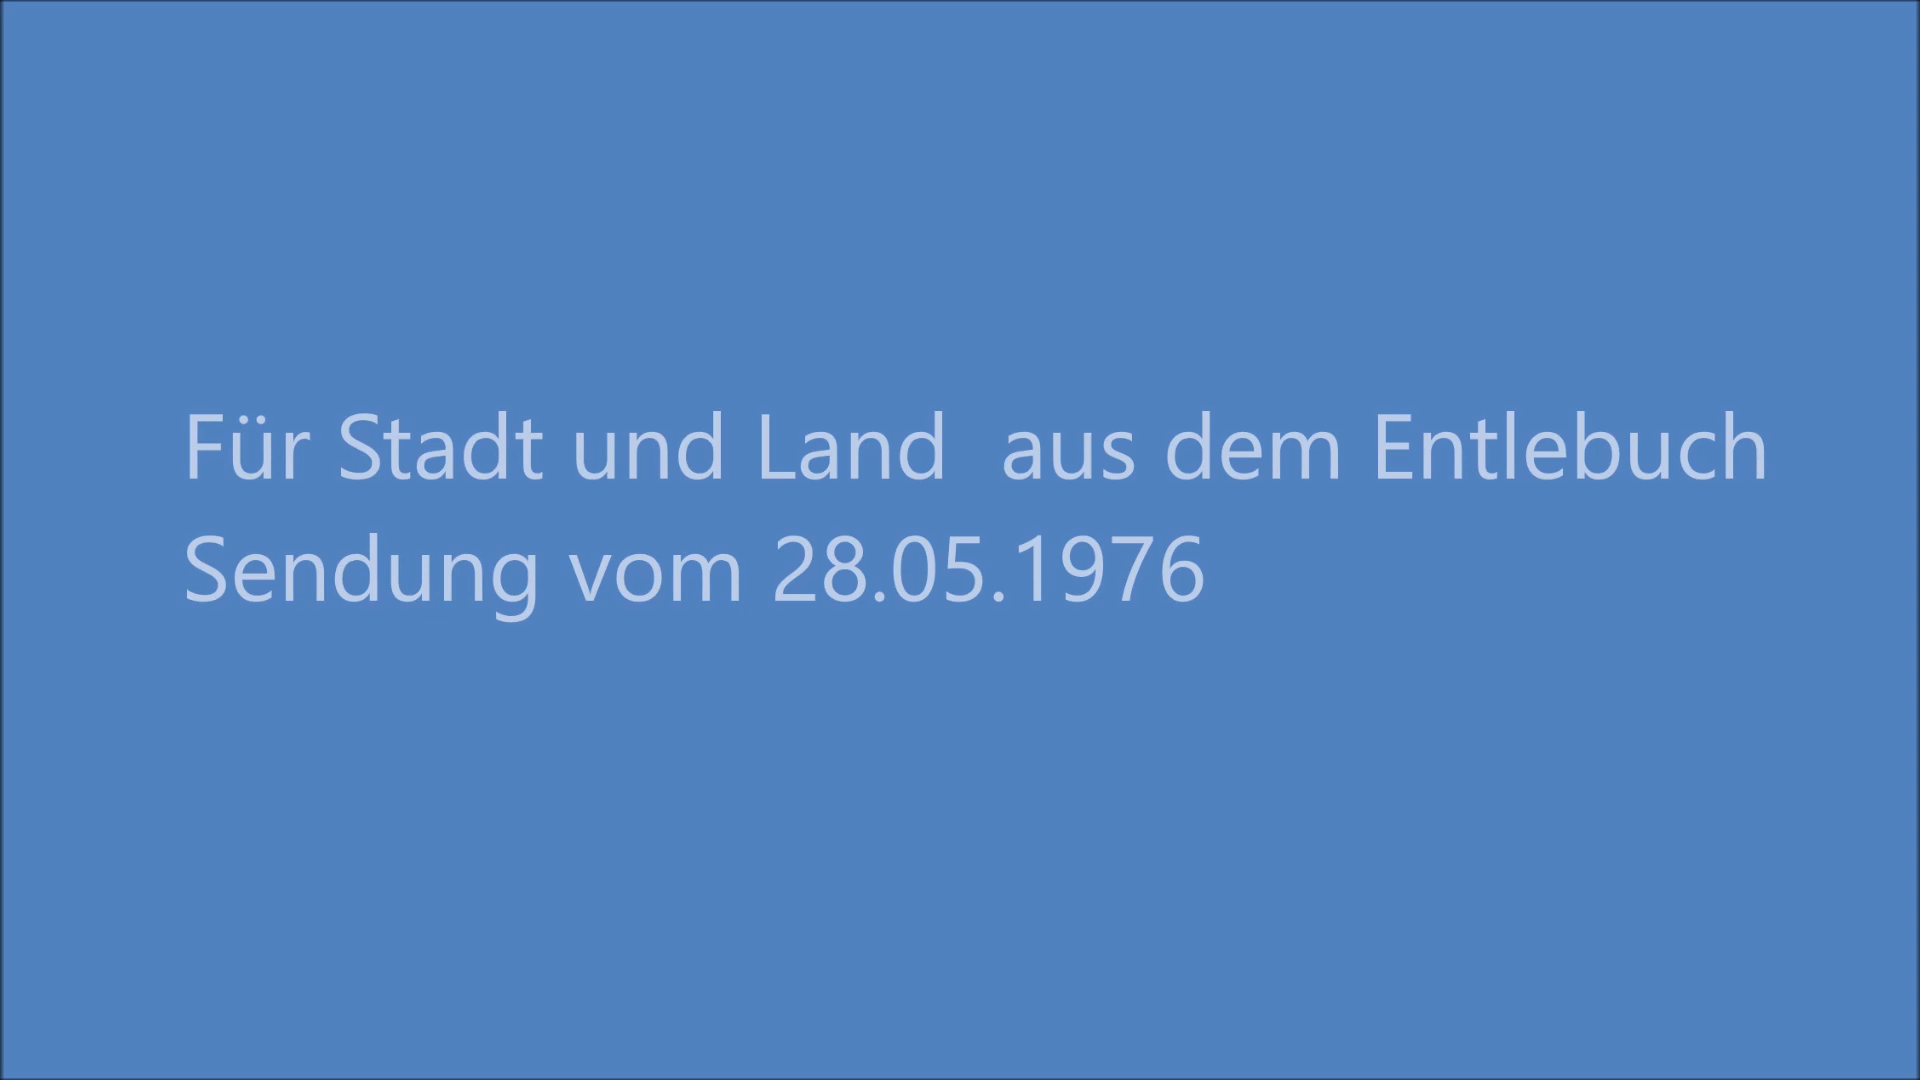 Für Stadt und Land  aus dem Entlebuch
Sendung vom 28.05.1976